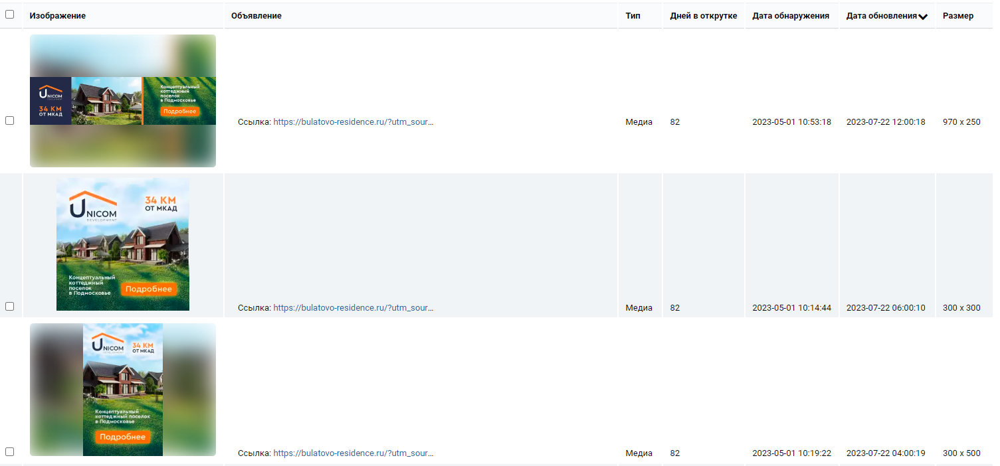 Изображение Объявление Тип Дней в открутке Дата обнаружения Дата обновления Размер
UNICOM
DEVELOPMENT
34 КМ
ОТ МКАД
Концептуальный
коттеджный
поселок
в Подмосковье
Подробнее
Ссылка: https://bulatovo-residence.ru/?utm_sour... Медиа 82 2023-05-01 10:53:18 2023-07-22 12:00:18 970 x 250
UNICOM
DEVELOPMENT
34 КМ
ОТ МКАД
Концептуальный
коттеджный
поселок
в Подмосковье
Подробнее
Ссылка: https://bulatovo-residence.ru/?utm_sour... Медиа 82 2023-05-01 10:14:44 2023-07-22 06:00:10 300 x 300
UNICOM
DEVELOPMENT
34 КМ
ОТ МКАД
Концептуальный
коттеджный поселок
в Подмосковье
Подробнее
Ссылка: https://bulatovo-residence.ru/?utm_sour... Медиа 82 2023-05-01 10:19:22 2023-07-22 04:00:19 300 x 500